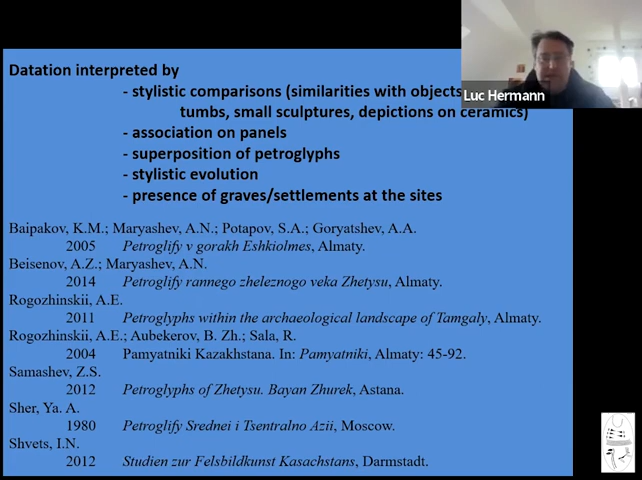 Datation interpreted by
- stylistic comparisons (similarities with objects
tumbs, small sculptures, depictions on ceramics)
- association on panels
- superposition of petroglyphs
- stylistic evolution
- presence of graves/settlements at the sites
Baipakov, K.M.; Maryashev, A.N.; Potapov, S.A.; Goryatshev, A.A.
2005 Petroglify v gorakh Eshkiolmes, Almaty.
Beisenov, A.Z.; Maryashev, A.N.
2014 Petroglify rannego zheleznogo veka Zhetysu, Almaty.
Rogozhinskii, A.E.
2011 Petroglyphs within the archaeological landscape of Tamgaly, Almaty.
Rogozhinskii, A.E.; Aubekerov, B. Zh.; Sala, R.
2004 Pamyatniki Kazakhstana. In: Pamyatniki, Almaty: 45-92.
Samashev, Z.S.
2012 Petroglyphs of Zhetysu. Bayan Zhurek, Astana.
Sher, Ya. A.
1980 Petroglify Srednei i Tsentralno Azii, Moscow.
Shvets, I.N.
2012 Studien zur Felsbildkunst Kasachstans, Darmstadt.
Luc Hermann